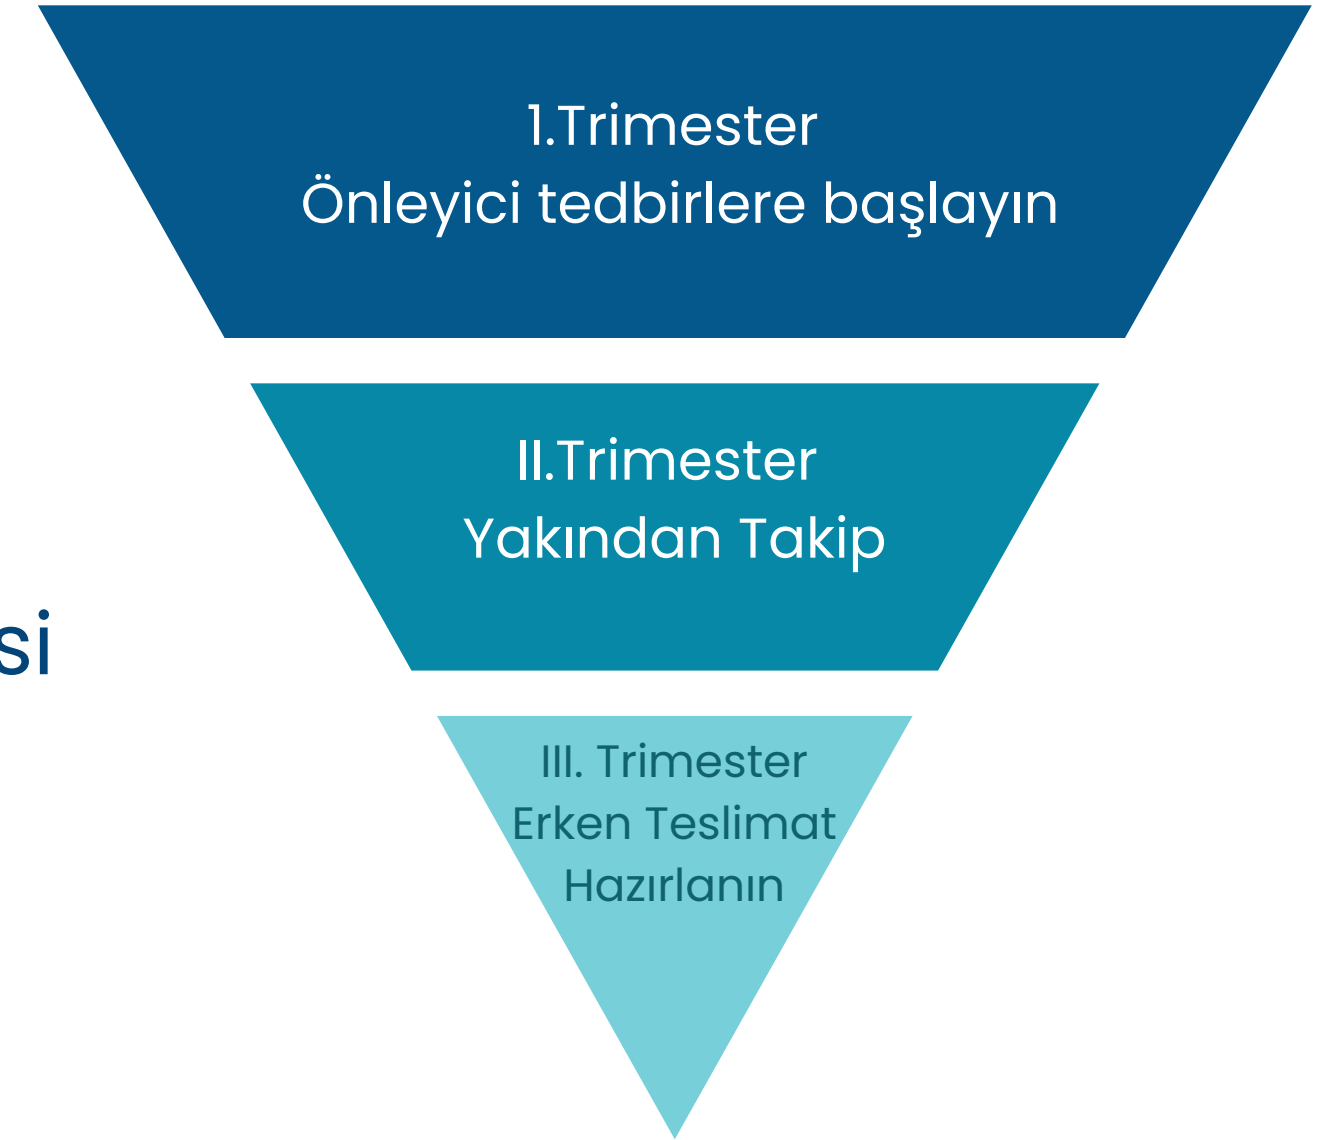 1.Trimester
Önleyici tedbirlere başlayın
II.Trimester
Yakından Takip
si
III. Trimester
Erken Teslimat
Hazırlanın